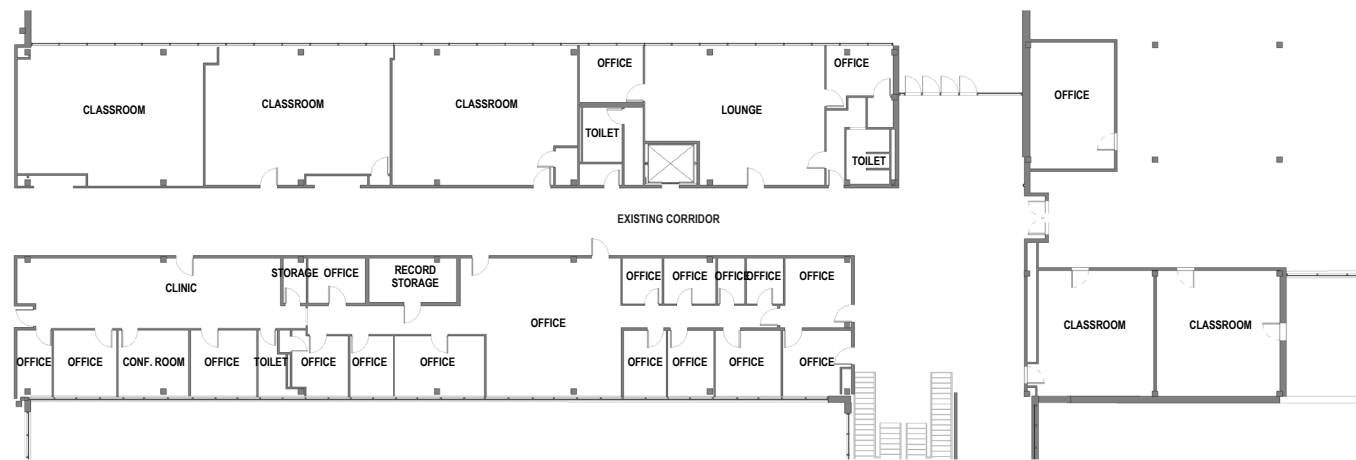 OFFICE
OFFICE
OFFICE
CLASSROOM
CLASSROOM
CLASSROOM
LOUNGE
TOILET
TOILET
EXISTING CORRIDOR
STORAGE
OFFICE
RECORD
STORAGE
OFFICE
OFFICE
OFFICE
OFFICE
OFFICE
CLINIC
OFFICE
CLASSROOM
CLASSROOM
OFFICE
OFFICE
CONF. ROOM
OFFICE
TOILET
OFFICE
OFFICE
OFFICE
OFFICE
OFFICE
OFFICE
OFFICE